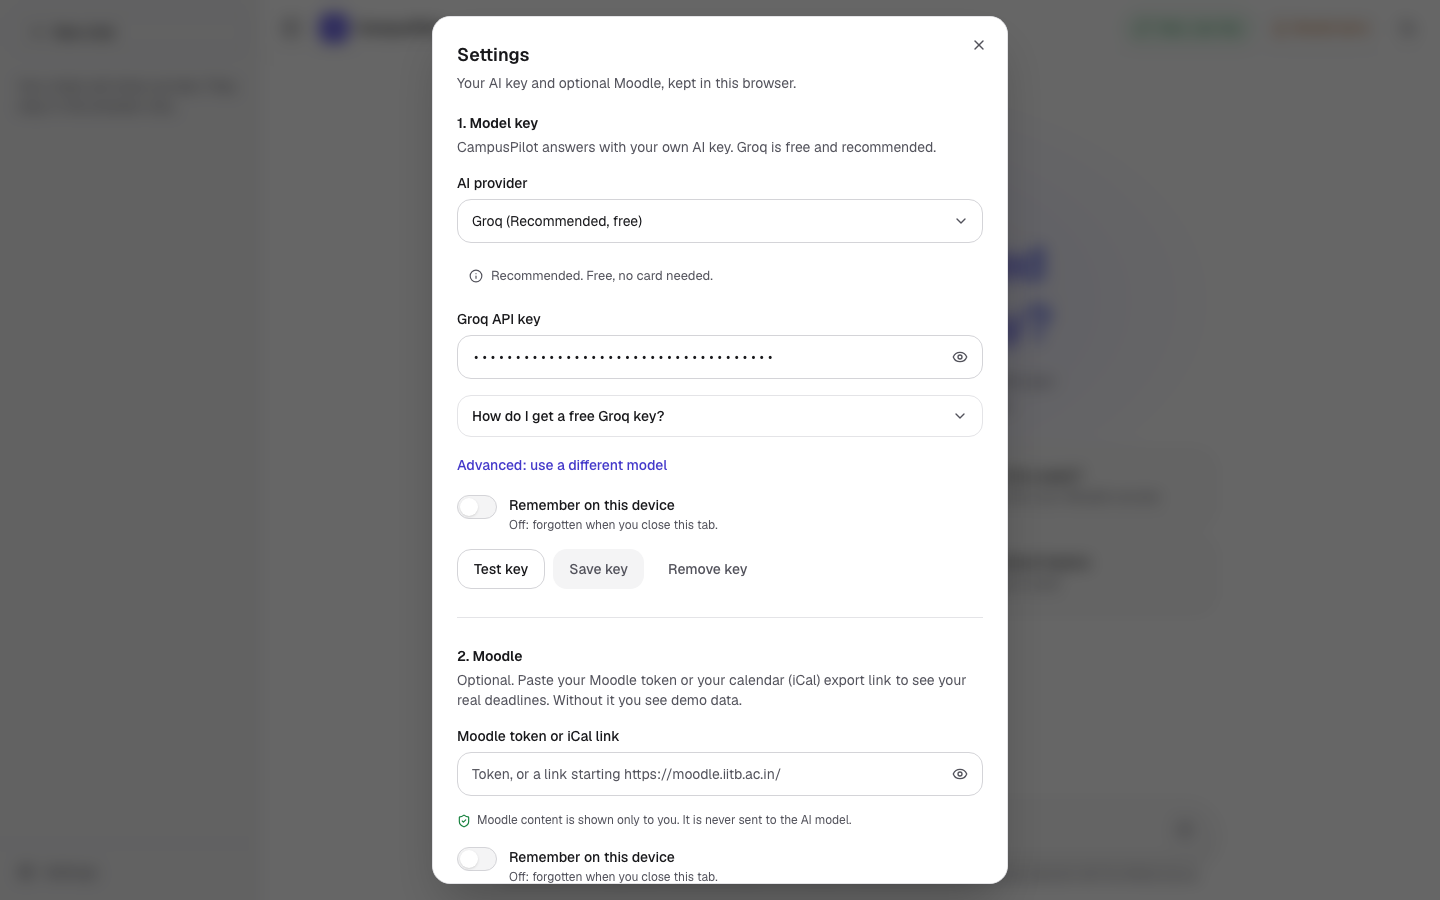 Settings
Your AI key and optional Moodle, kept in this browser.
1. Model key
CampusPilot answers with your own AI key. Groq is free and recommended.
AI provider
Groq (Recommended, free)
Recommended. Free, no card needed.
Groq API key
How do I get a free Groq key?
Advanced: use a different model
Remember on this device
Off: forgotten when you close this tab.
Test key Save key Remove key
2. Moodle
Optional. Paste your Moodle token or your calendar (iCal) export link to see your
real deadlines. Without it you see demo data.
Moodle token or iCal link
Token, or a link starting https://moodle.iitb.ac.in/
Moodle content is shown only to you. It is never sent to the AI model.
Remember on this device
Off: forgotten when you close this tab.